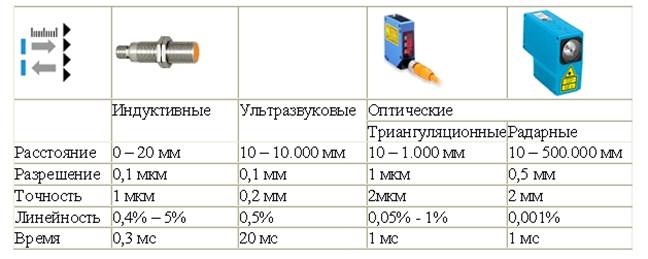 Индуктивные Ультразвуковые Оптические
Триангуляционные Радарные
Расстояние 0 – 20 мм 10 – 10.000 мм 10 – 1.000 мм 10 – 500.000 мм
Разрешение 0,1 мкм 0,1 мм 1 мкм 0,5 мм
Точность 1 мкм 0,2 мм 2мкм 2 мм
Линейность 0,4% – 5% 0,5% 0,05% - 1% 0,001%
Время 0,3 мс 20 мс 1 мс 1 мс